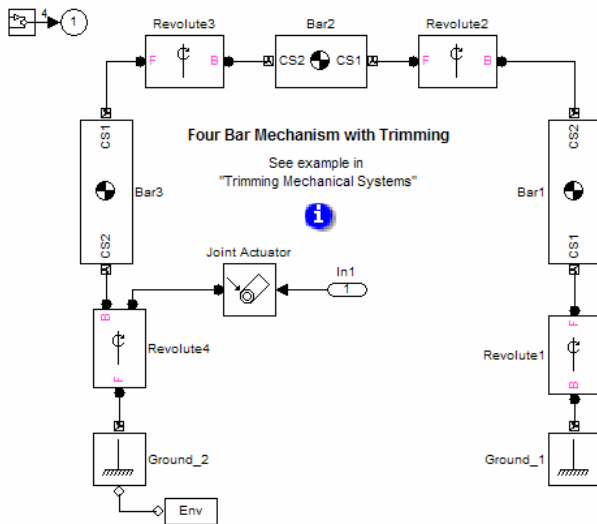 4
1
Revolute3
Bar2
Revolute2
F
B
CS2
CS1
F
B
CS1
CS2
Bar3
Four Bar Mechanism with Trimming
See example in
"Trimming Mechanical Systems"
i
CS2
CS1
Bar1
Joint Actuator
In1
1
B
F
Revolute4
F
B
Revolute1
Ground_2
Ground_1
Env